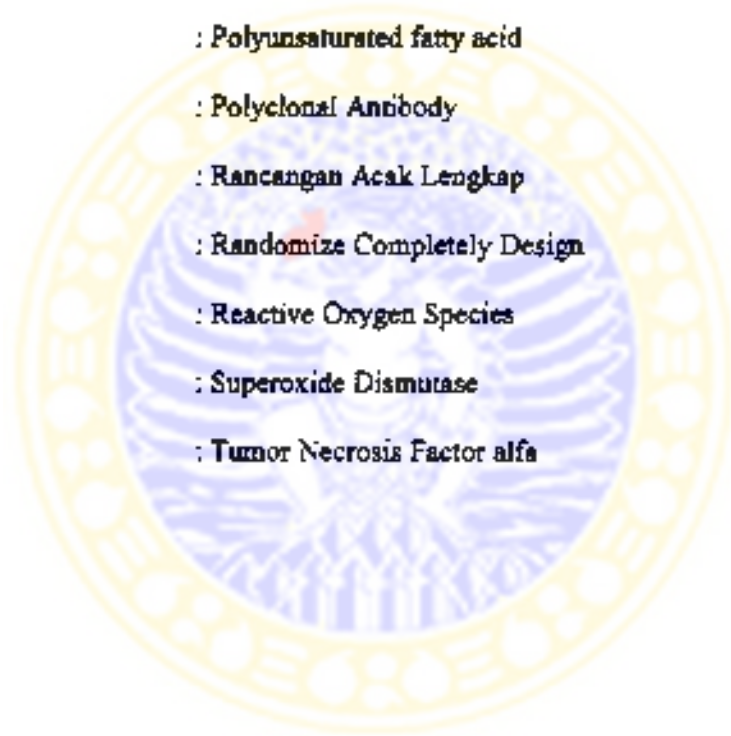 : Polyunsaturated fatty acid
: Polyclonal Antibody
: Rancangan Acak Lengkap
: Randomize Completely Design
: Reactive Oxygen Species
: Superoxide Dismutase
: Tumor Necrosis Factor alfa